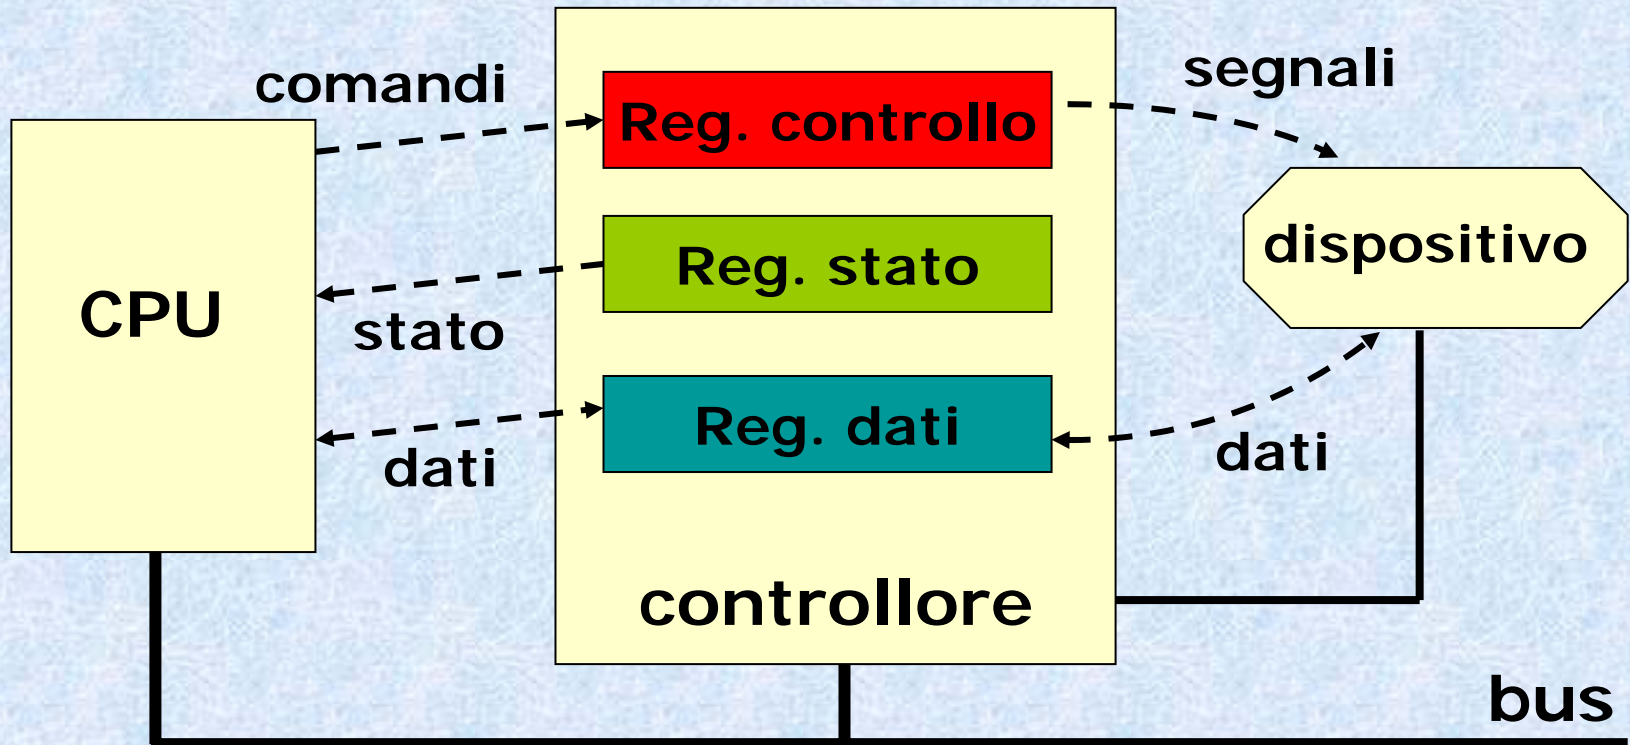 comandi
segnali
Reg. controllo
Reg. stato
dispositivo
CPU
stato
Reg. dati
dati
dati
controllore
bus